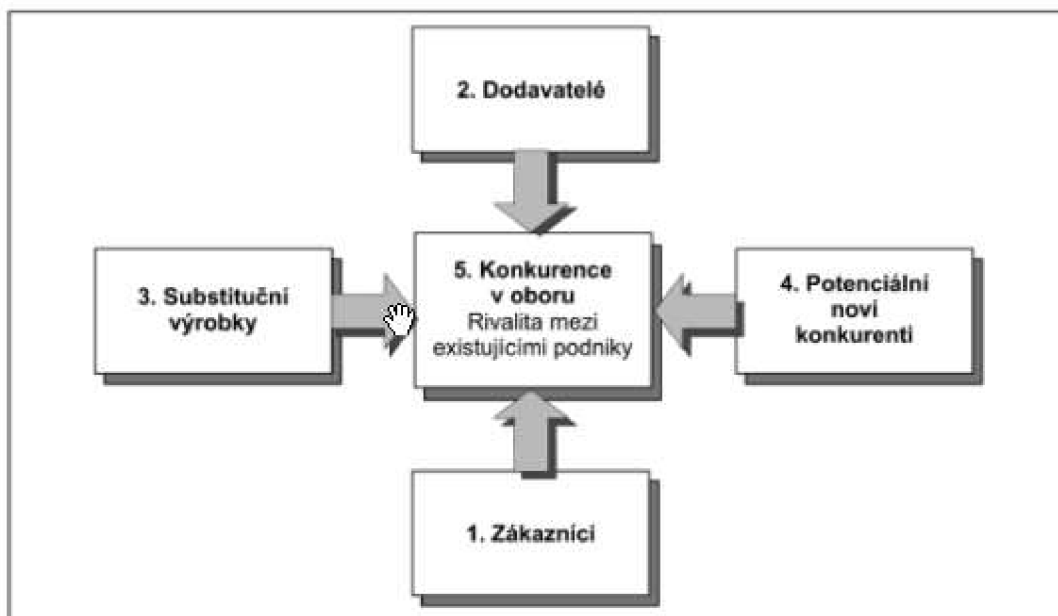 2. Dodavatelé
3. Substituční
výrobky
5. Konkurence
v oboru
Rivalita mezi
existujícími podniky
4. Potenciální
noví
konkurenti
1. Zákazníci